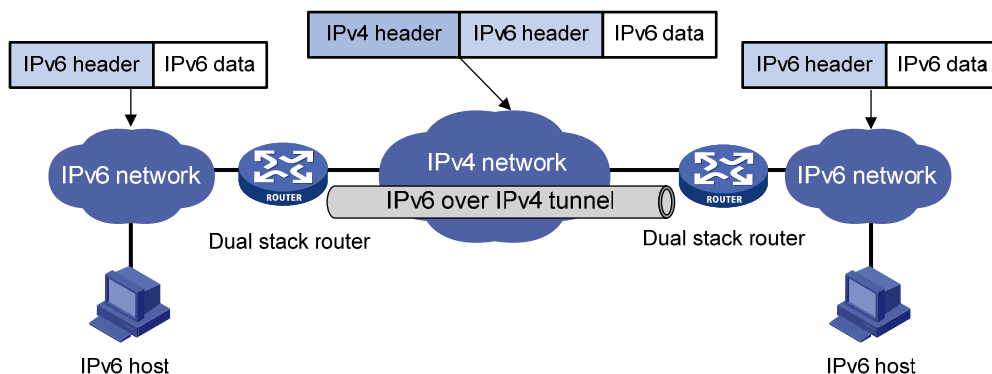 IPv6 header IPv6 data
IPv4 header IPv6 header IPv6 data
IPv6 header IPv6 data
IPv6 network
ROUTER
IPv4 network
IPv6 over IPv4 tunnel
ROUTER
IPv6 network
Dual stack router
Dual stack router
IPv6 host
IPv6 host